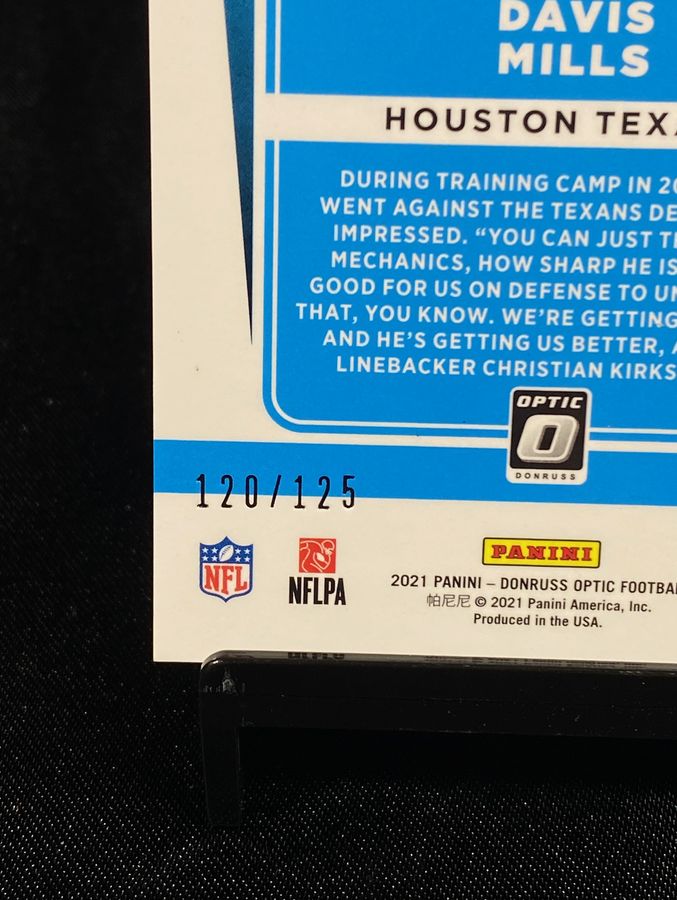 DAVIS
MILLS
HOUSTON TEXA
DURING TRAINING CAMP IN 20
WENT AGAINST THE TEXANS DE
IMPRESSED. “YOU CAN JUST T
MECHANICS, HOW SHARP HE IS
GOOD FOR US ON DEFENSE TO UN
THAT, YOU KNOW. WE’RE GETTING
AND HE’S GETTING US BETTER, A
LINEBACKER CHRISTIAN KIRKS
OPTIC
O
DONRUSS
120/125
NFL
NFLPA
PANINI
2021 PANINI – DONRUSS OPTIC FOOTBA
帕尼尼 © 2021 Panini America, Inc.
Produced in the USA.